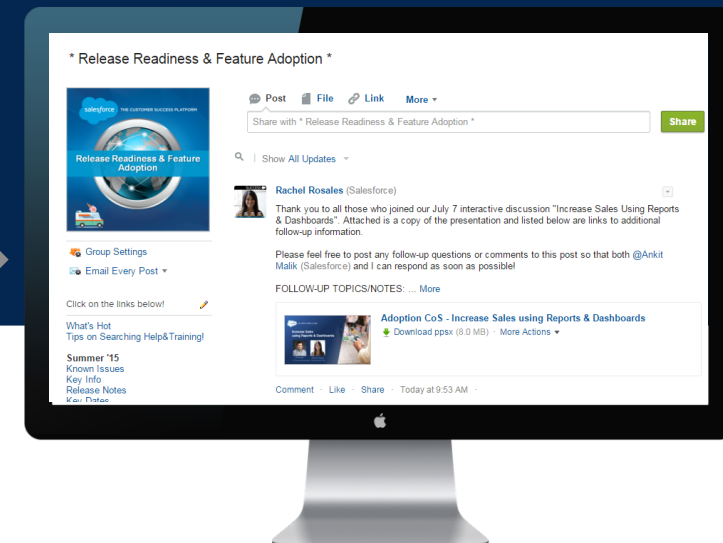 * Release Readiness & Feature Adoption *
salesforce THE CUSTOMER SUCCESS PLATFORM
Release Readiness & Feature
Adoption
Group Settings
Email Every Post
Click on the links below!
What's Hot
Tips on Searching Help&Training!
Summer '15
Known Issues
Key Info
Release Notes
Key Dates
Post File Link More
Share with * Release Readiness & Feature Adoption *
Share
Show All Updates
Rachel Rosales (Salesforce)
Thank you to all those who joined our July 7 interactive discussion "Increase Sales Using Reports
& Dashboards". Attached is a copy of the presentation and listed below are links to additional
follow-up information.
Please feel free to post any follow-up questions or comments to this post so that both @Ankit
Malik (Salesforce) and I can respond as soon as possible!
FOLLOW-UP TOPICS/NOTES: ... More
Increase Sales
using Reports & Dashboards
Adoption CoS - Increase Sales using Reports & Dashboards
Download ppsx (8.0 MB) · More Actions
Comment · Like · Share · Today at 9:53 AM ·